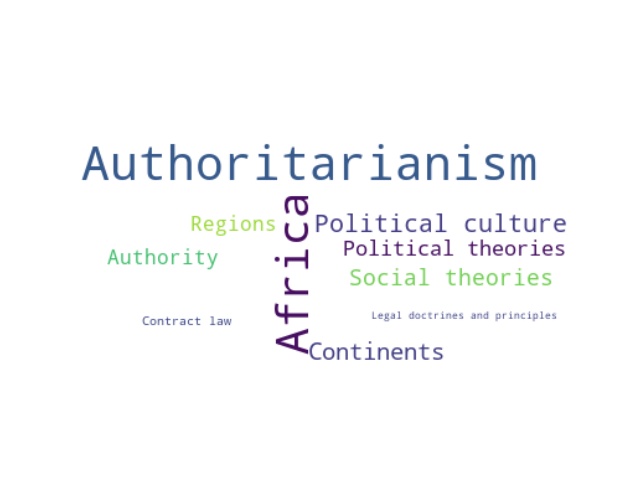 Authoritarianism
Africa
Regions
Political culture
Political theories
Authority
Social theories
Legal doctrines and principles
Contract law
Continents